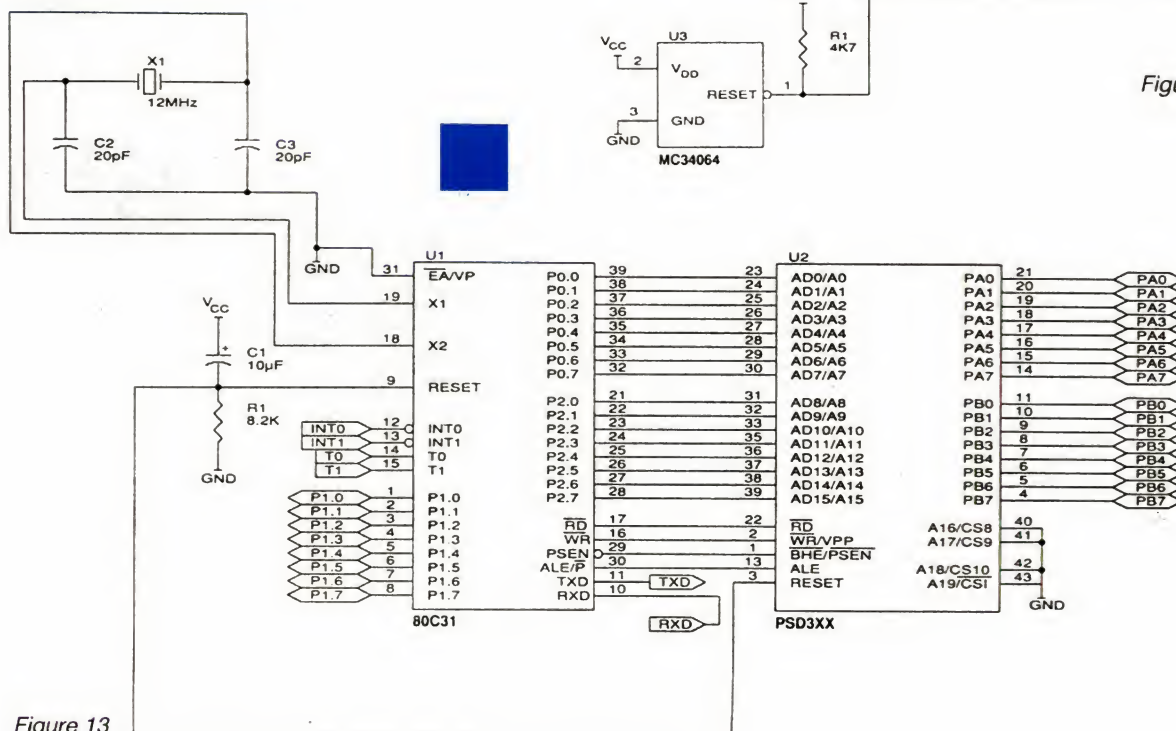 R1
4K7
U3
VCC
2
VDD
RESET
1
3
GND
GND
MC34064
X1
12MHz
C2
20pF
C3
20pF
GND
VCC
C1
+
10µF
R1
8.2K
GND
U1
31 EA/VP
19 X1
18 X2
9 RESET
INT0 12 INT0
INT1 13 INT1
T0 14 T0
T1 15 T1
P1.0 1 P1.0
P1.1 2 P1.1
P1.2 3 P1.2
P1.3 4 P1.3
P1.4 5 P1.4
P1.5 6 P1.5
P1.6 7 P1.6
P1.7 8 P1.7
P0.0 39
P0.1 38
P0.2 37
P0.3 36
P0.4 35
P0.5 34
P0.6 33
P0.7 32
P2.0 21
P2.1 22
P2.2 23
P2.3 24
P2.4 25
P2.5 26
P2.6 27
P2.7 28
RD 17
WR 16
PSEN 29
ALE/P 30
TXD 11 TXD
RXD 10
RXD
80C31
U2
23 AD0/A0
24 AD1/A1
25 AD2/A2
26 AD3/A3
27 AD4/A4
28 AD5/A5
29 AD6/A6
30 AD7/A7
31 AD8/A8
32 AD9/A9
33 AD10/A10
35 AD11/A11
36 AD12/A12
37 AD13/A13
38 AD14/A14
39 AD15/A15
22 RD
2 WR/VPP
1 BHE/PSEN
13 ALE
3 RESET
PA0 21 PA0
PA1 20 PA1
PA2 19 PA2
PA3 18 PA3
PA4 17 PA4
PA5 16 PA5
PA6 15 PA6
PA7 14 PA7
PB0 11 PB0
PB1 10 PB1
PB2 9 PB2
PB3 8 PB3
PB4 7 PB4
PB5 6 PB5
PB6 5 PB6
PB7 4 PB7
A16/CS8 40
A17/CS9 41
A18/CS10 42
A19/CSI 43
GND
PSD3XX
Figure 13